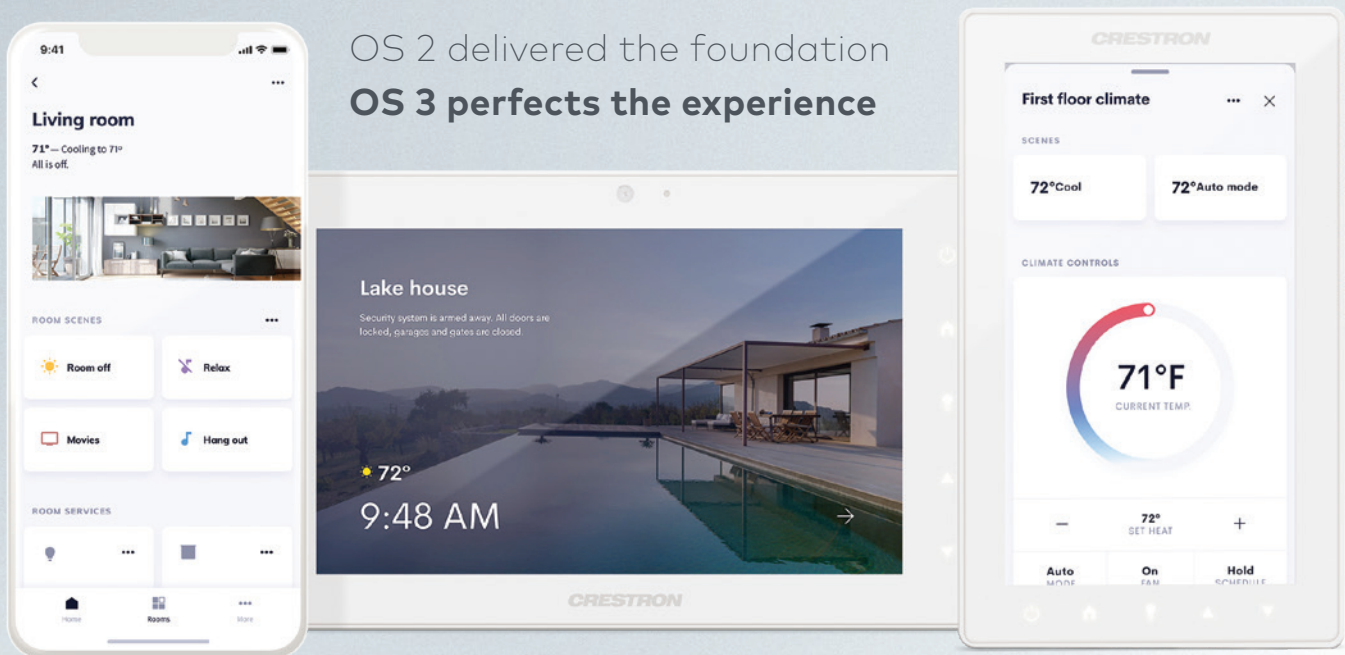 OS 2 delivered the foundation
OS 3 perfects the experience
9:41
Living room
71° — Cooling to 71°
All is off.
ROOM SCENES
Room off
Relax
Movies
Hang out
ROOM SERVICES
Home
Rooms
More
Lake house
Security system is armed away. All doors are
locked, garages and gates are closed.
72°
9:48 AM
CRESTRON
CRESTRON
First floor climate
SCENES
72°Cool
72°Auto mode
CLIMATE CONTROLS
71°F
CURRENT TEMP.
72°
SET HEAT
Auto
MODE
On
FAN
Hold
SCHEDULE